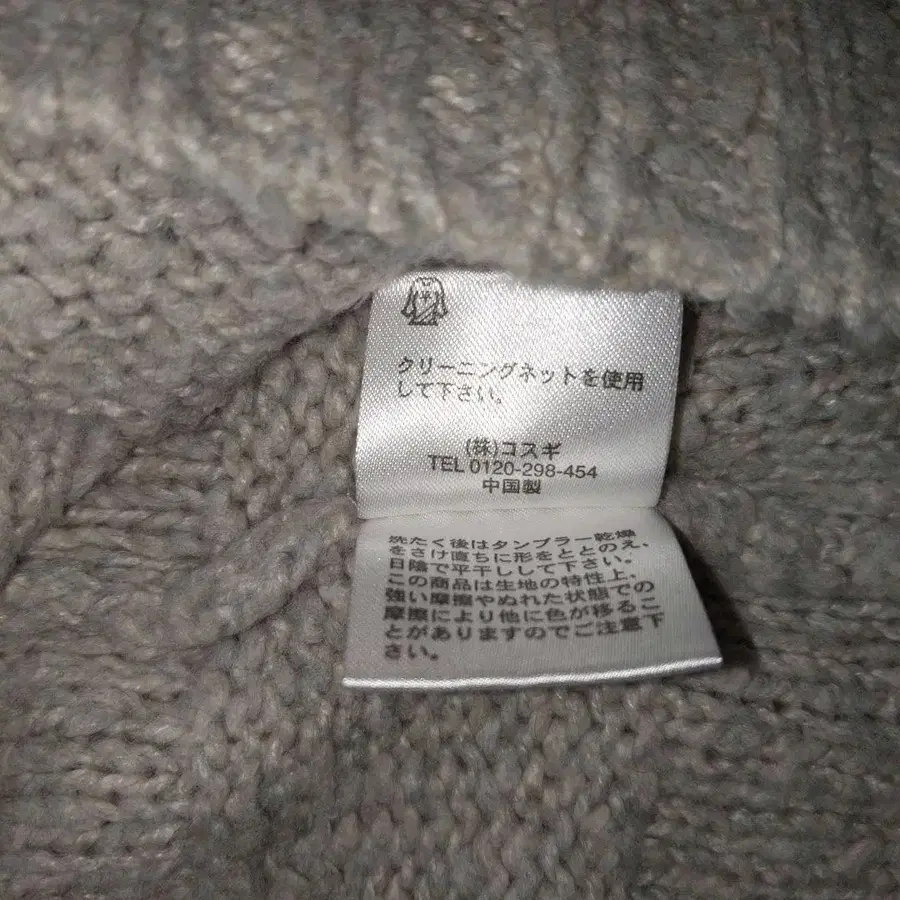 クリーニングネットを使用
して下さい。
(株)コスギ
TEL 0120-298-454
中国製
洗たく後はタンブラー乾燥
をさけ直ちに形をととのえ、
日陰で平干しして下さい。
この商品は生地の特性上、
強い摩擦やぬれた状態での
摩擦により他に色が移るこ
とがありますのでご注意下
さい。